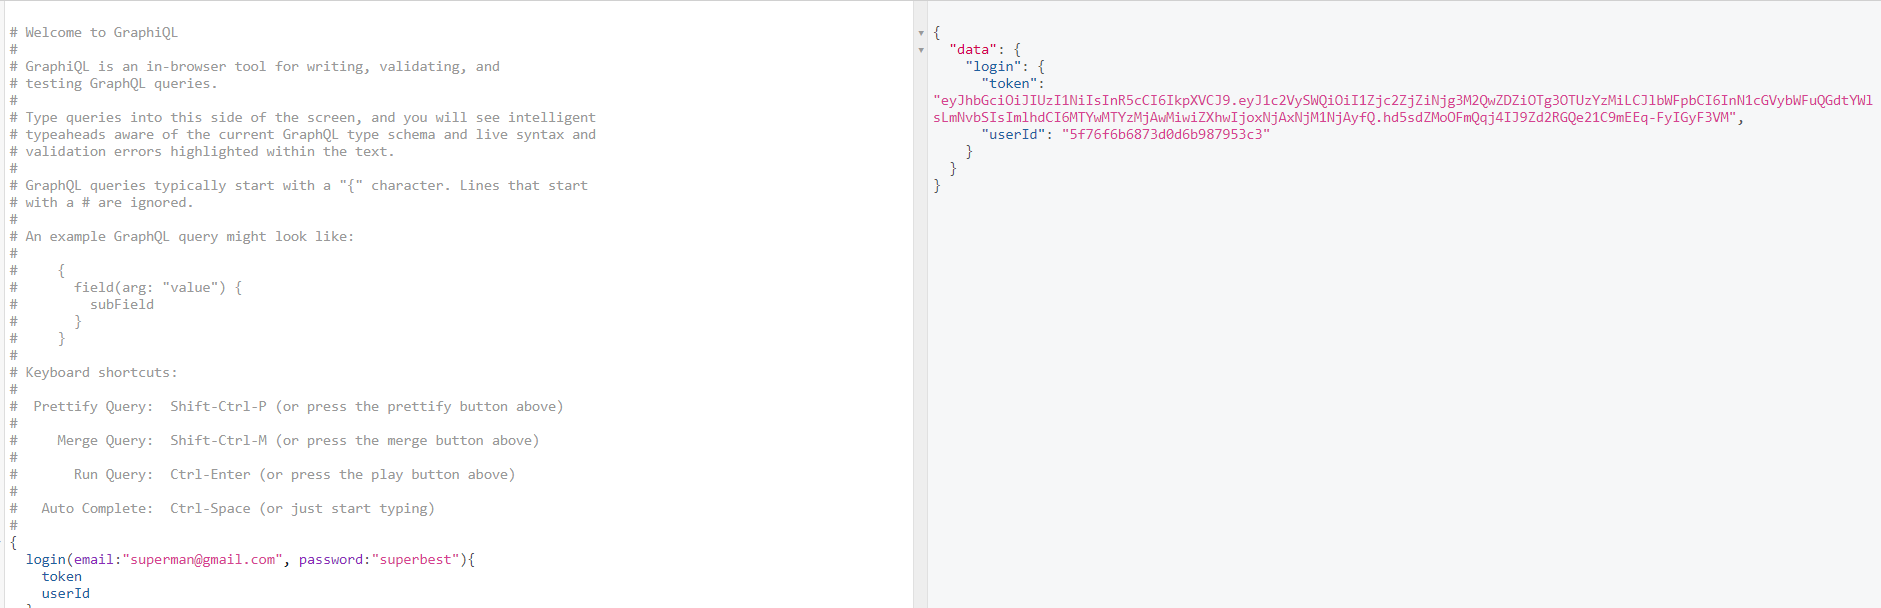 # Welcome to GraphiQL
#
# GraphiQL is an in-browser tool for writing, validating, and
# testing GraphQL queries.
#
# Type queries into this side of the screen, and you will see intelligent
# typeaheads aware of the current GraphQL type schema and live syntax and
# validation errors highlighted within the text.
#
# GraphQL queries typically start with a "{" character. Lines that start
# with a # are ignored.
#
# An example GraphQL query might look like:
#
#     {
#       field(arg: "value") {
#         subField
#       }
#     }
#
# Keyboard shortcuts:
#
#  Prettify Query:  Shift-Ctrl-P (or press the prettify button above)
#
#     Merge Query:  Shift-Ctrl-M (or press the merge button above)
#
#       Run Query:  Ctrl-Enter (or press the play button above)
#
#   Auto Complete:  Ctrl-Space (or just start typing)
#
{
  login(email:"superman@gmail.com", password:"superbest"){
    token
    userId
{
  "data": {
    "login": {
      "token":
"eyJhbGciOiJIUzI1NiIsInR5cCI6IkpXVCJ9.eyJ1c2VySWQiOiI1Zjc2ZjZiNjg3M2QwZDZiOTg3OTUzYzMiLCJlbWFpbCI6InN1cGVybWFuQGdtYWl
sLmNvbSIsImlhdCI6MTYwMTYzMjAwMiwiZXhwIjoxNjAxNjM1NjAyfQ.hd5sdZMoOFmQqj4IJ9Zd2RGQe21C9mEEq-FyIGyF3VM",
      "userId": "5f76f6b6873d0d6b987953c3"
    }
  }
}